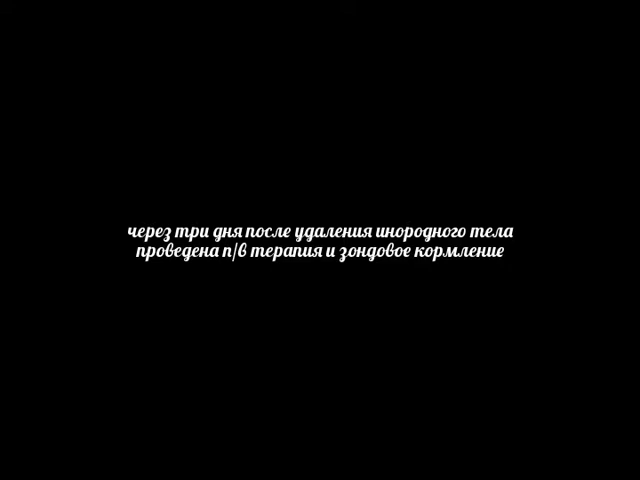 через три дня после удаления инородного тела
проведена п/в терапия и зондовое кормление